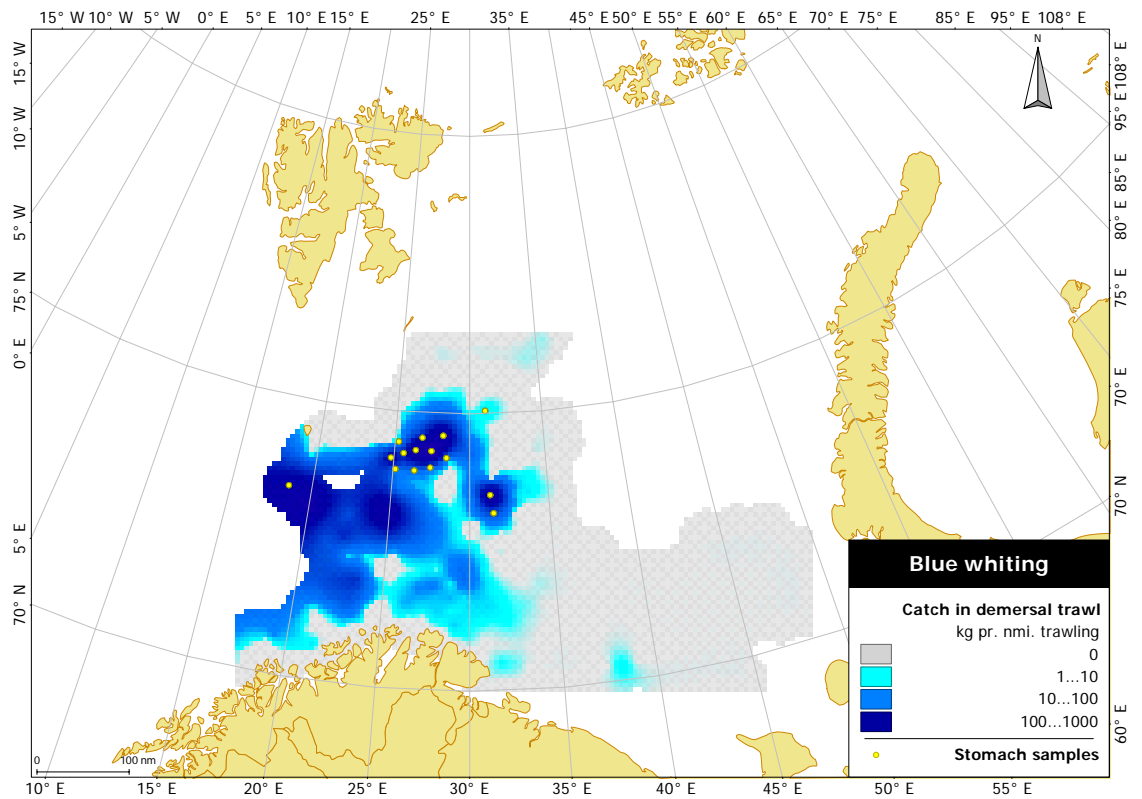 15° W 10° W 5° W 0° E 5° E 10° E 15° E 25° E 35° E 45° E 50° E 55° E 60° E 65° E 70° E 75° E 85° E 95° E 108° E
15° W
10° W
5° W
75° N
0° E
5° E
70° N
N
108° E
95° E
85° E
80° E
75° E
70° E
70° N
60° E
Blue whiting
Catch in demersal trawl
kg pr. nmi. trawling
0
1...10
10...100
100...1000
Stomach samples
0 100 nm
10° E 15° E 20° E 25° E 30° E 35° E 40° E 45° E 50° E 55° E